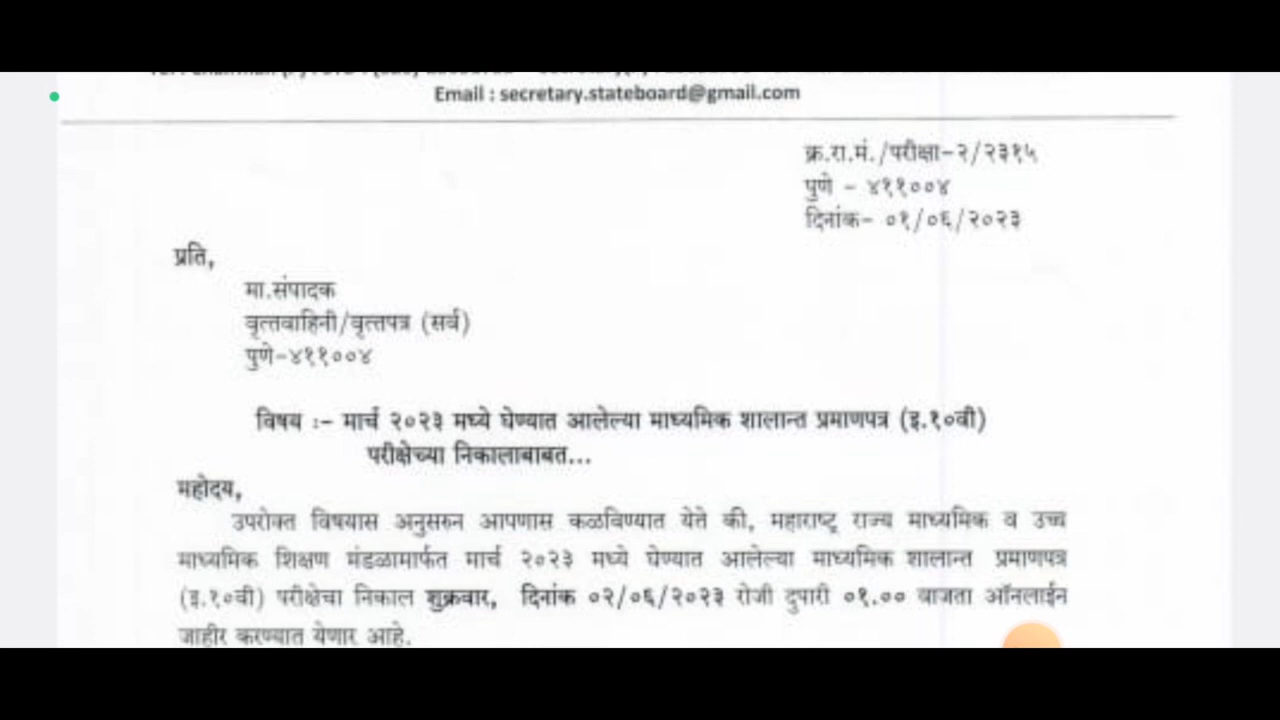 Email : secretary.stateboard@gmail.com
क्र.रा.मं./परीक्षा-२/२३१५
पुणे - ४११००४
दिनांक- ०१/०६/२०२३
प्रति,
मा.संपादक
वृत्तवाहिनी/वृत्तपत्र (सर्व)
पुणे-४११००४
विषय :- मार्च २०२३ मध्ये घेण्यात आलेल्या माध्यमिक शालान्त प्रमाणपत्र (इ.१०वी)
परीक्षेच्या निकालाबाबत...
महोदय,
उपरोक्त विषयास अनुसरुन आपणास कळविण्यात येते की, महाराष्ट्र राज्य माध्यमिक व उच्च
माध्यमिक शिक्षण मंडळामार्फत मार्च २०२३ मध्ये घेण्यात आलेल्या माध्यमिक शालान्त प्रमाणपत्र
(इ.१०वी) परीक्षेचा निकाल शुक्रवार, दिनांक ०२/०६/२०२३ रोजी दुपारी ०१.०० वाजता ऑनलाईन
जाहीर करण्यात येणार आहे.